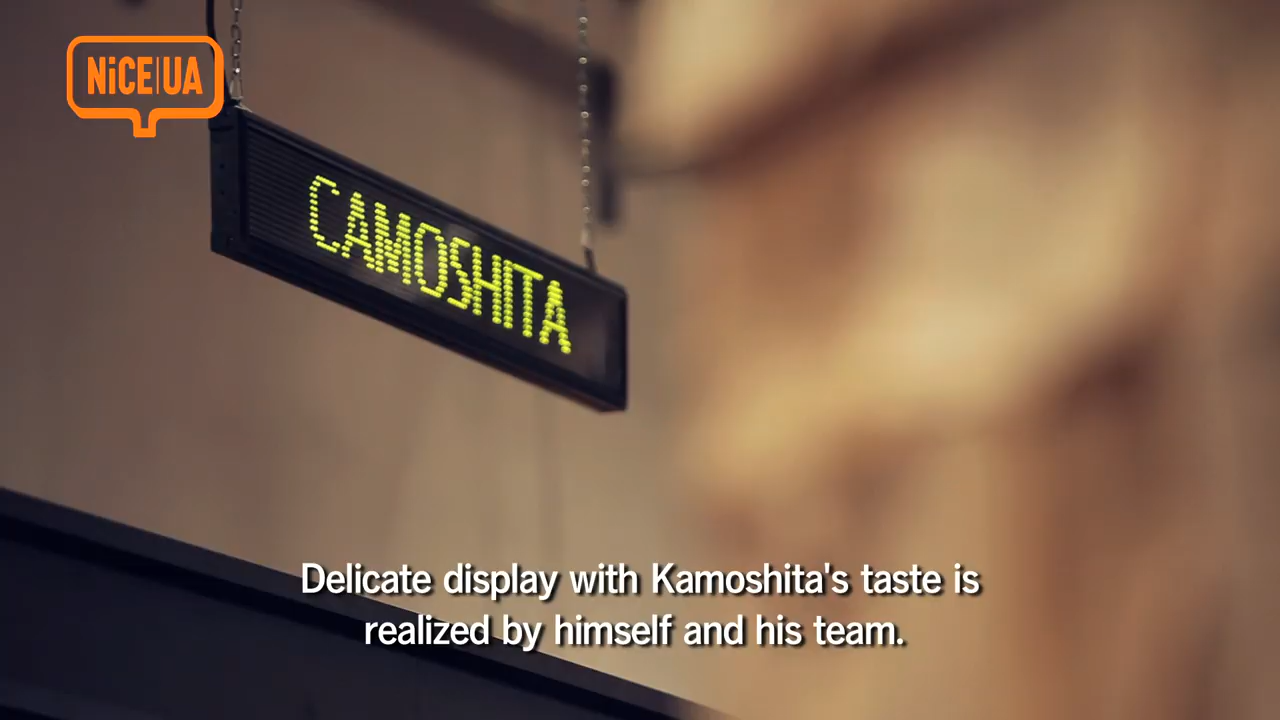 NiCE|UA
CAMOSHITA
Delicate display with Kamoshita's taste is
realized by himself and his team.